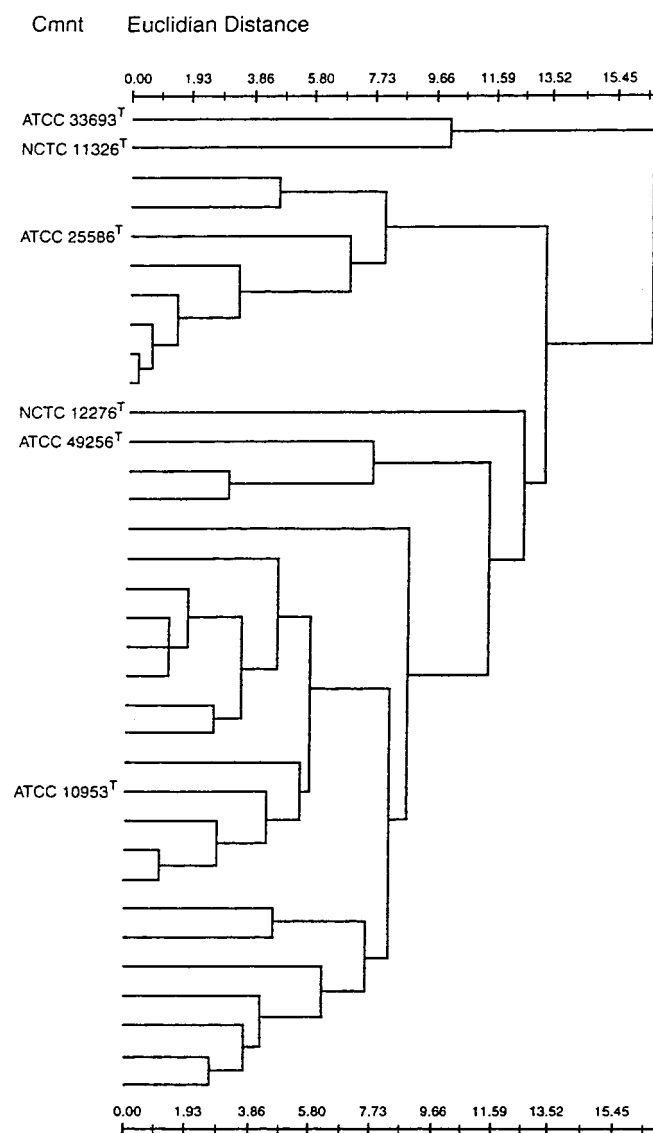 Cmnt Euclidian Distance
0.00 1.93 3.86 5.80 7.73 9.66 11.59 13.52 15.45
ATCC 33693T
NCTC 11326T
ATCC 25586T
NCTC 12276T
ATCC 49256T
ATCC 10953T
0.00 1.93 3.86 5.80 7.73 9.66 11.59 13.52 15.45